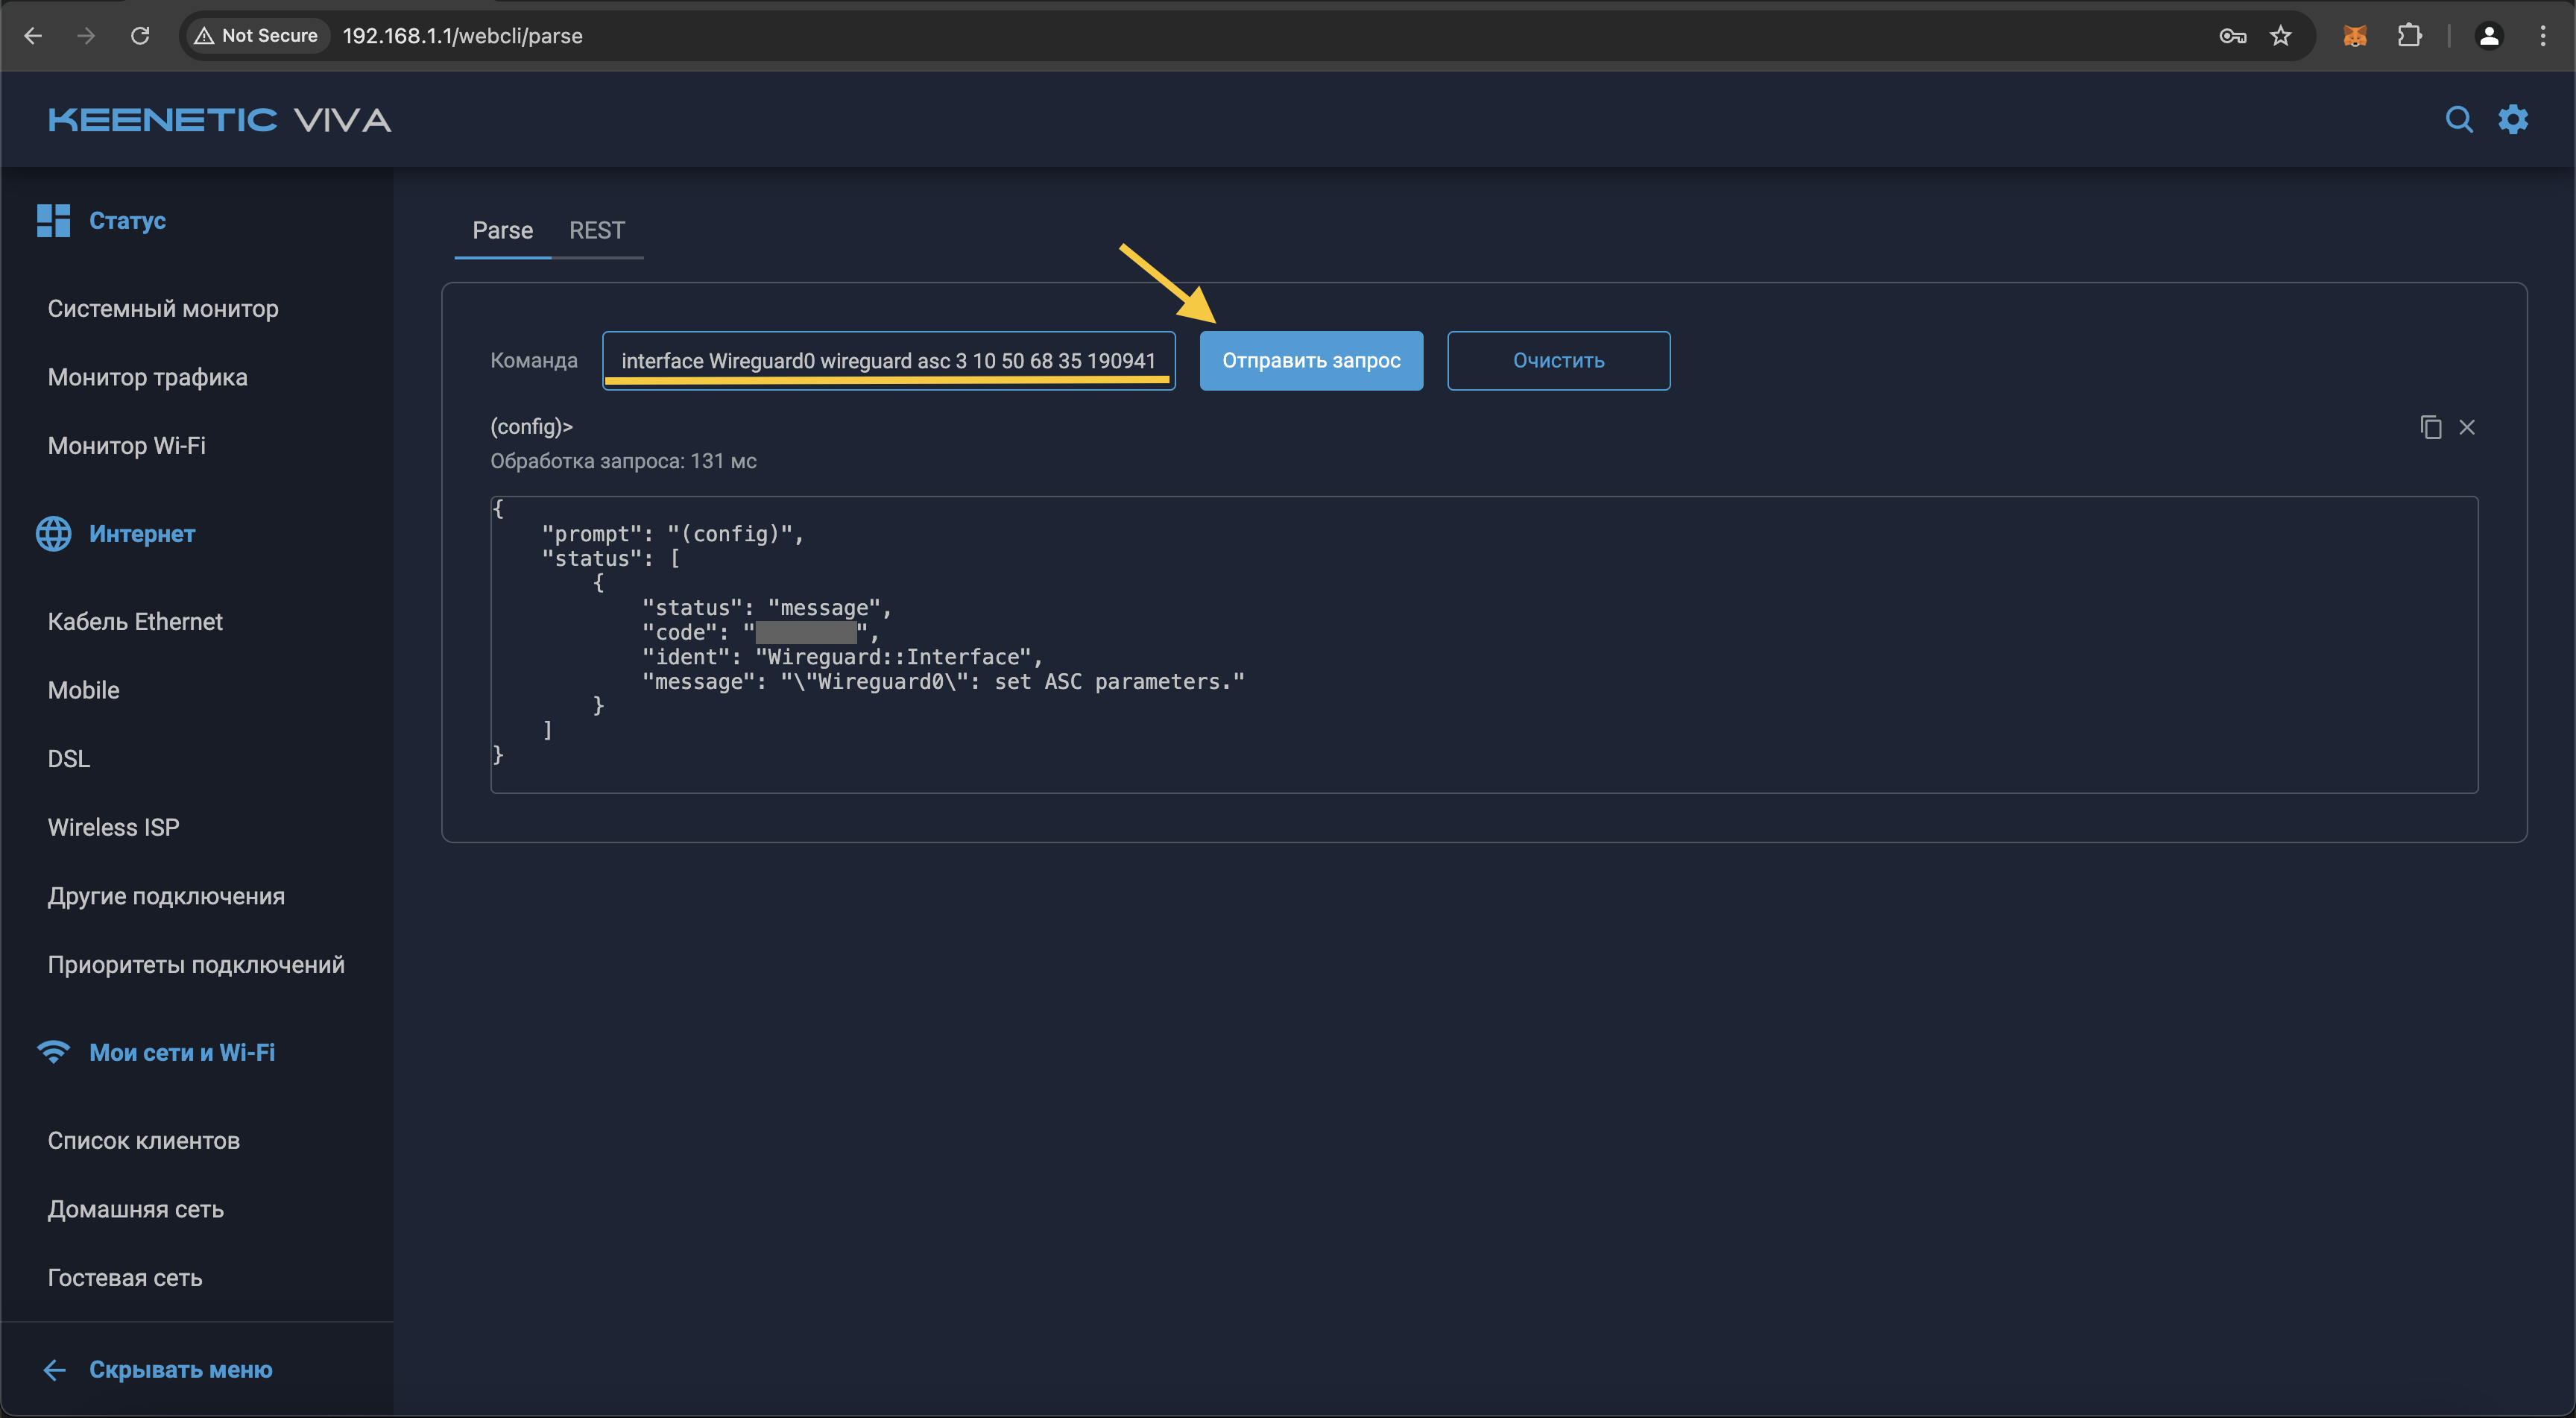 Not Secure 192.168.1.1/webcli/parse
KEENETIC VIVA
Статус
Системный монитор
Монитор трафика
Монитор Wi-Fi
Интернет
Кабель Ethernet
Mobile
DSL
Wireless ISP
Другие подключения
Приоритеты подключений
Мои сети и Wi-Fi
Список клиентов
Домашняя сеть
Гостевая сеть
Скрывать меню
Parse REST
Команда interface Wireguard0 wireguard asc 3 10 50 68 35 190941 Отправить запрос Очистить
(config)>
Обработка запроса: 131 мс
{
"prompt": "(config)",
"status": [
{
"status": "message",
"code": "",
"ident": "Wireguard::Interface",
"message": "\"Wireguard0\": set ASC parameters."
}
]
}